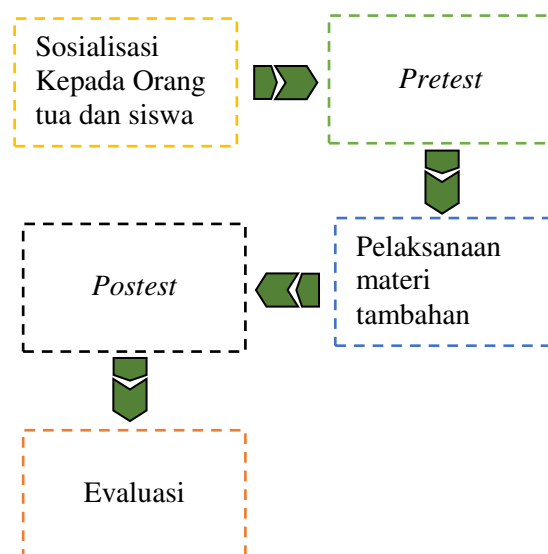 Sosialisasi
Kepada Orang
tua dan siswa
Pretest
Pelaksanaan
materi
tambahan
Postest
Evaluasi